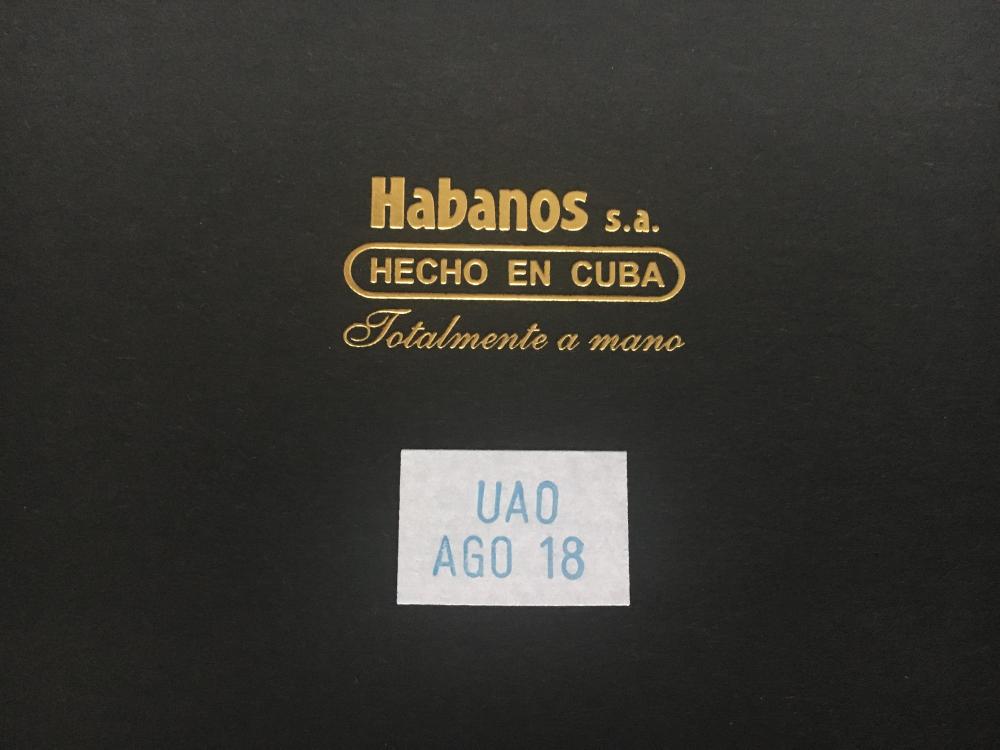 Habanos s.a.
HECHO EN CUBA
Totalmente a mano
UAO
AGO 18